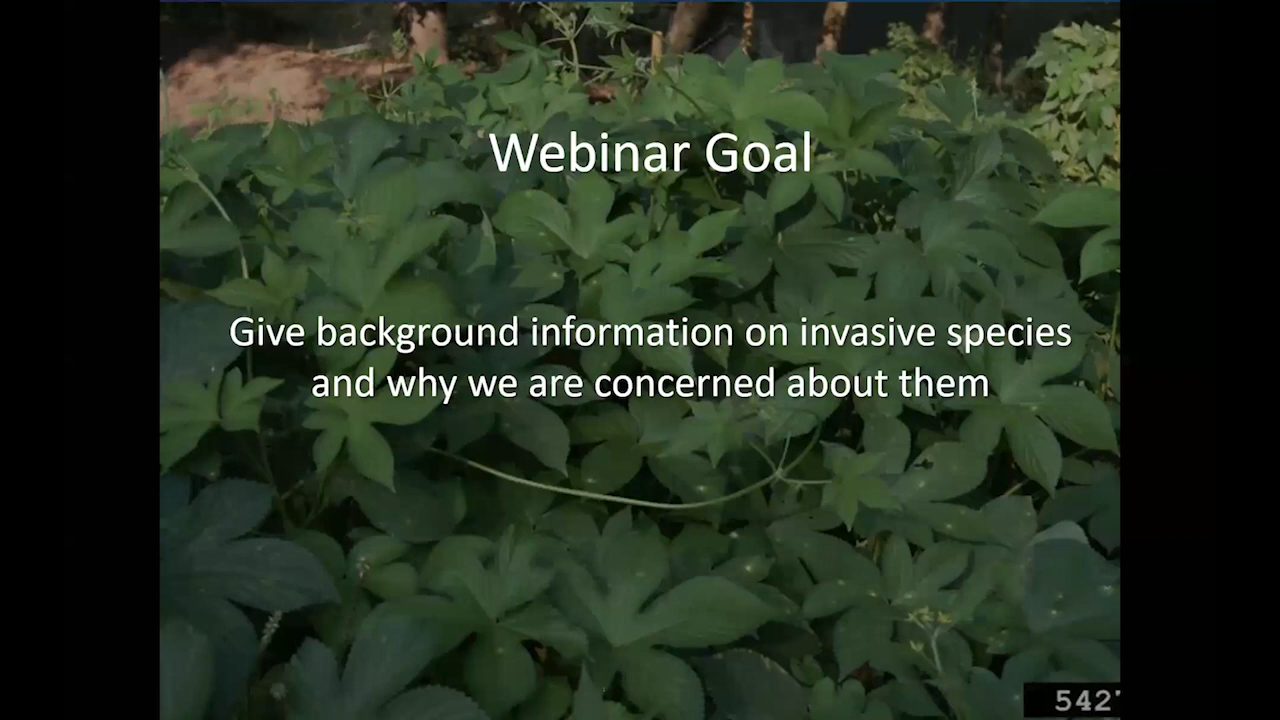 Webinar Goal
Give background information on invasive species
and why we are concerned about them
542